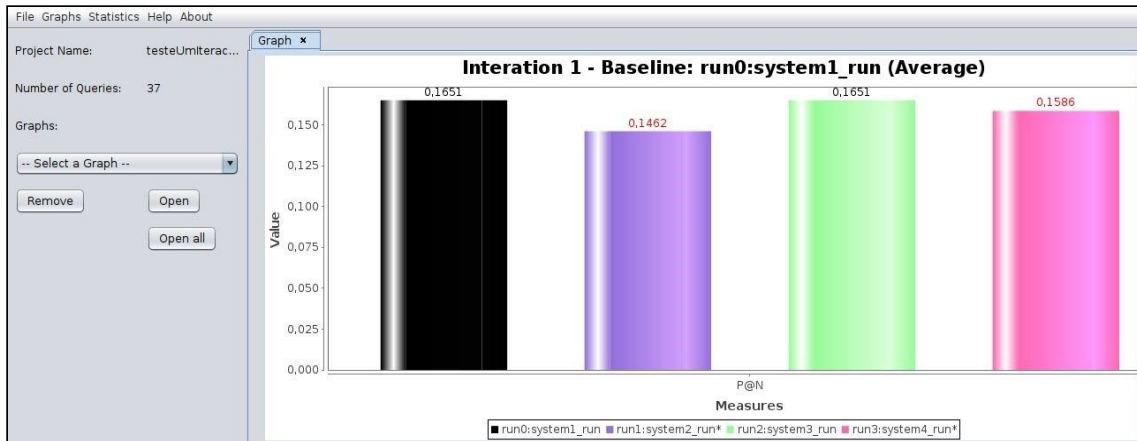 File Graphs Statistics Help About
Project Name: testeUmIterac...
Number of Queries: 37
Graphs:
-- Select a Graph --
Remove Open
Open all
Graph ×
Interation 1 - Baseline: run0:system1_run (Average)
0,1651 0,1462 0,1651 0,1586
0,150
0,125
0,100
0,075
0,050
0,025
0,000
Value
P@N
Measures
run0:system1_run run1:system2_run* run2:system3_run run3:system4_run*